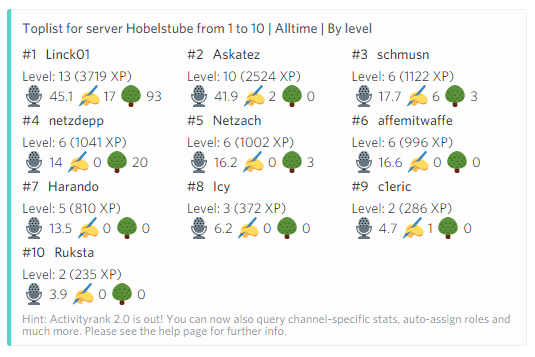 Toplist for server Hobelstube from 1 to 10 | Alltime | By level
#1 Linck01
Level: 13 (3719 XP)
45.1 17 93
#2 Askatez
Level: 10 (2524 XP)
41.9 2 0
#3 schmusn
Level: 6 (1122 XP)
17.7 6 3
#4 netzdepp
Level: 6 (1041 XP)
14 0 20
#5 Netzach
Level: 6 (1002 XP)
16.2 0 3
#6 affemitwaffe
Level: 6 (996 XP)
16.6 0 0
#7 Harando
Level: 5 (810 XP)
13.5 0 0
#8 Icy
Level: 3 (372 XP)
6.2 0 0
#9 c1eric
Level: 2 (286 XP)
4.7 1 0
#10 Ruksta
Level: 2 (235 XP)
3.9 0 0
Hint: Activityrank 2.0 is out! You can now also query channel-specific stats, auto-assign roles and
much more. Please see the help page for further info.